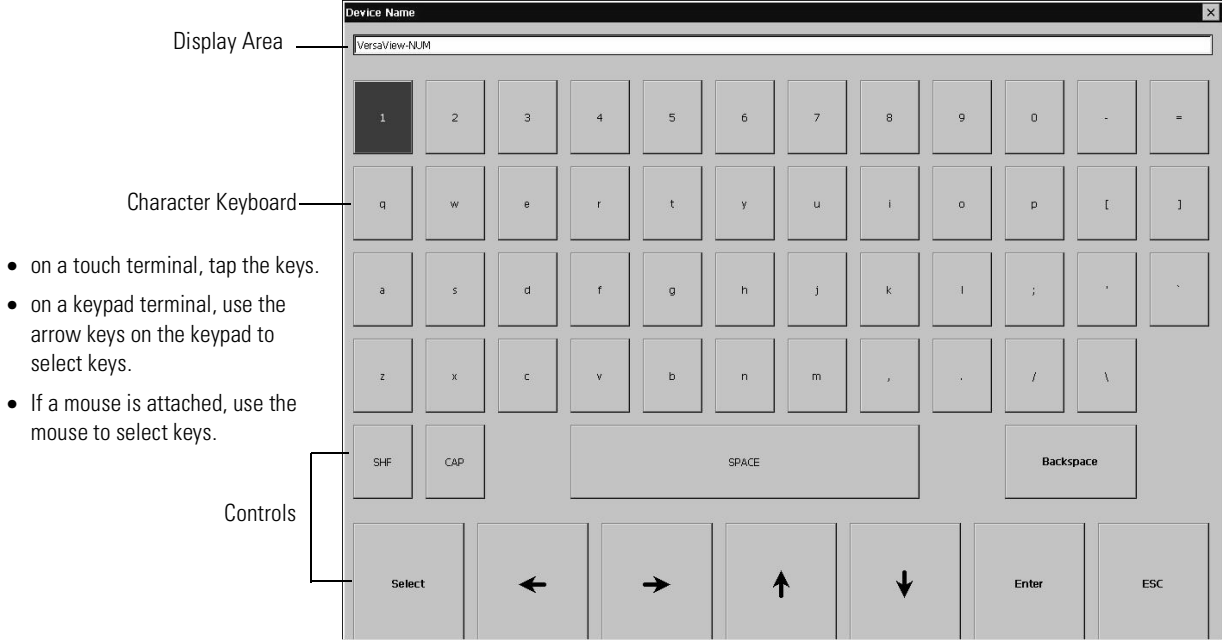 Device Name
Display Area
VersaView-NUM
1 2 3 4 5 6 7 8 9 0 - =
Character Keyboard
q w e r t y u i o p [ ]
• on a touch terminal, tap the keys.
• on a keypad terminal, use the
arrow keys on the keypad to
select keys.
• If a mouse is attached, use the
mouse to select keys.
a s d f g h j k l ; ' `
z x c v b n m , . / \
SHF CAP SPACE Backspace
Controls
Select ← → ↑ ↓ Enter ESC